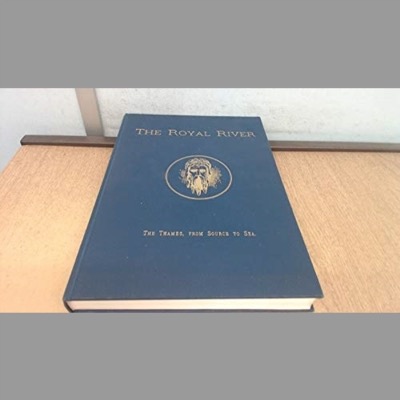 THE ROYAL RIVER
THE THAMES, FROM SOURCE TO SEA.